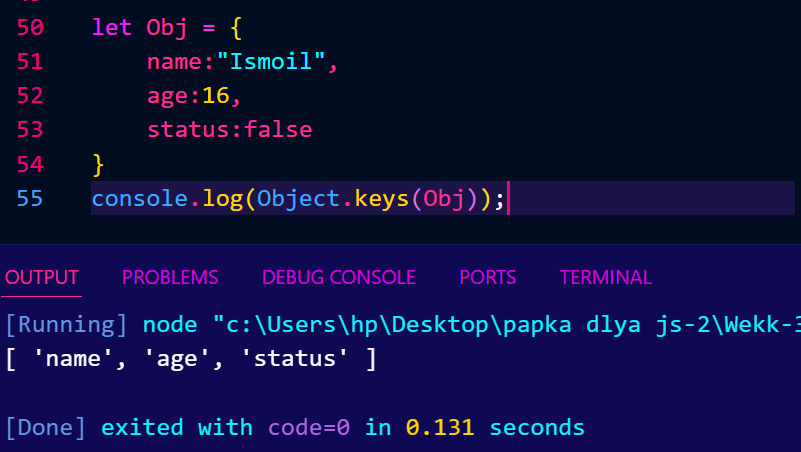 50 let Obj = {
51 name:"Ismoil",
52 age:16,
53 status:false
54 }
55 console.log(Object.keys(Obj));
OUTPUT PROBLEMS DEBUG CONSOLE PORTS TERMINAL
[Running] node "c:\Users\hp\Desktop\papka dlya js-2\Wekk-3
[ 'name', 'age', 'status' ]
[Done] exited with code=0 in 0.131 seconds